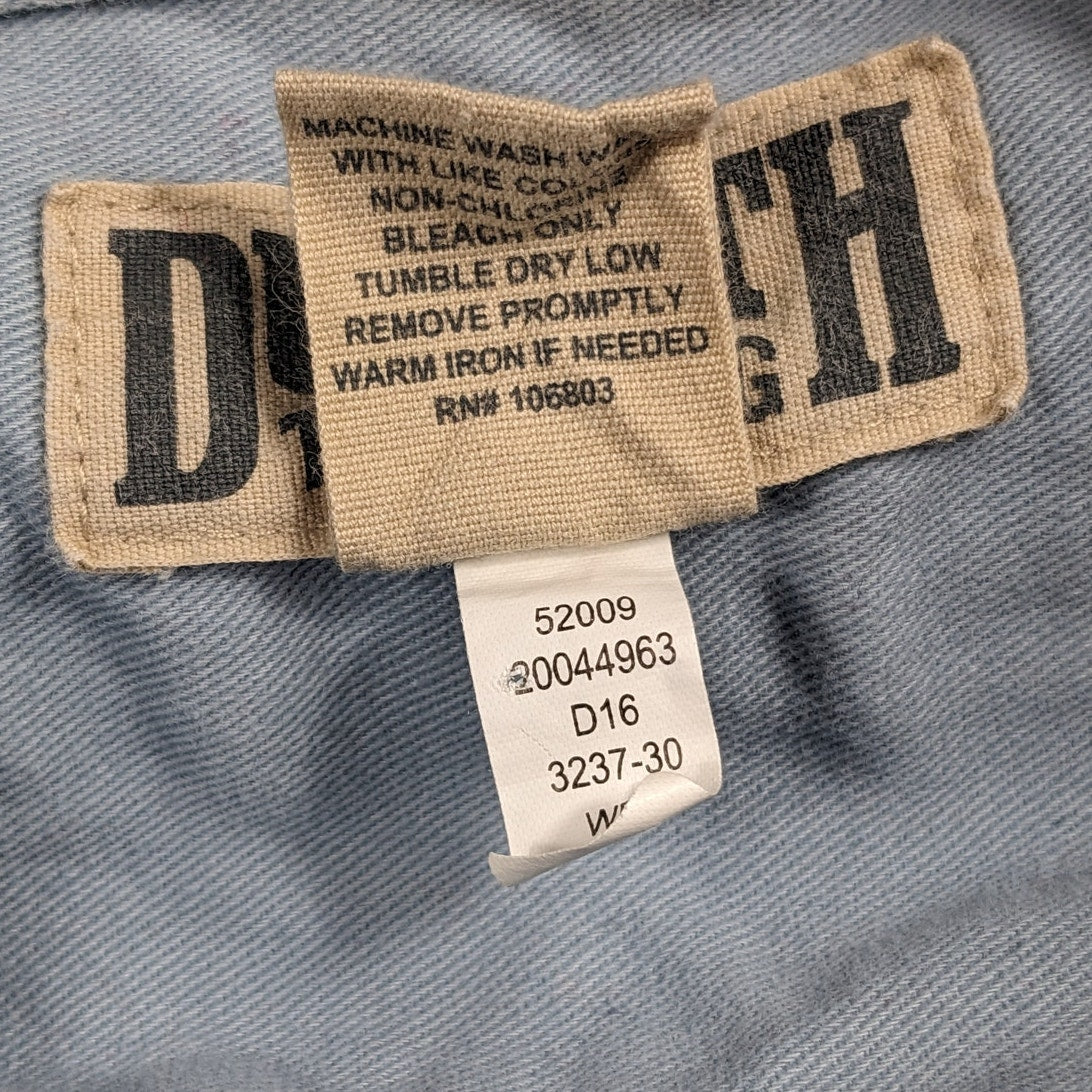 MACHINE WASH
WITH LIKE
NON-CHLORINE
BLEACH ONLY
TUMBLE DRY LOW
REMOVE PROMPTLY
WARM IRON IF NEEDED
RN# 106803
52009
20044963
D16
3237-30